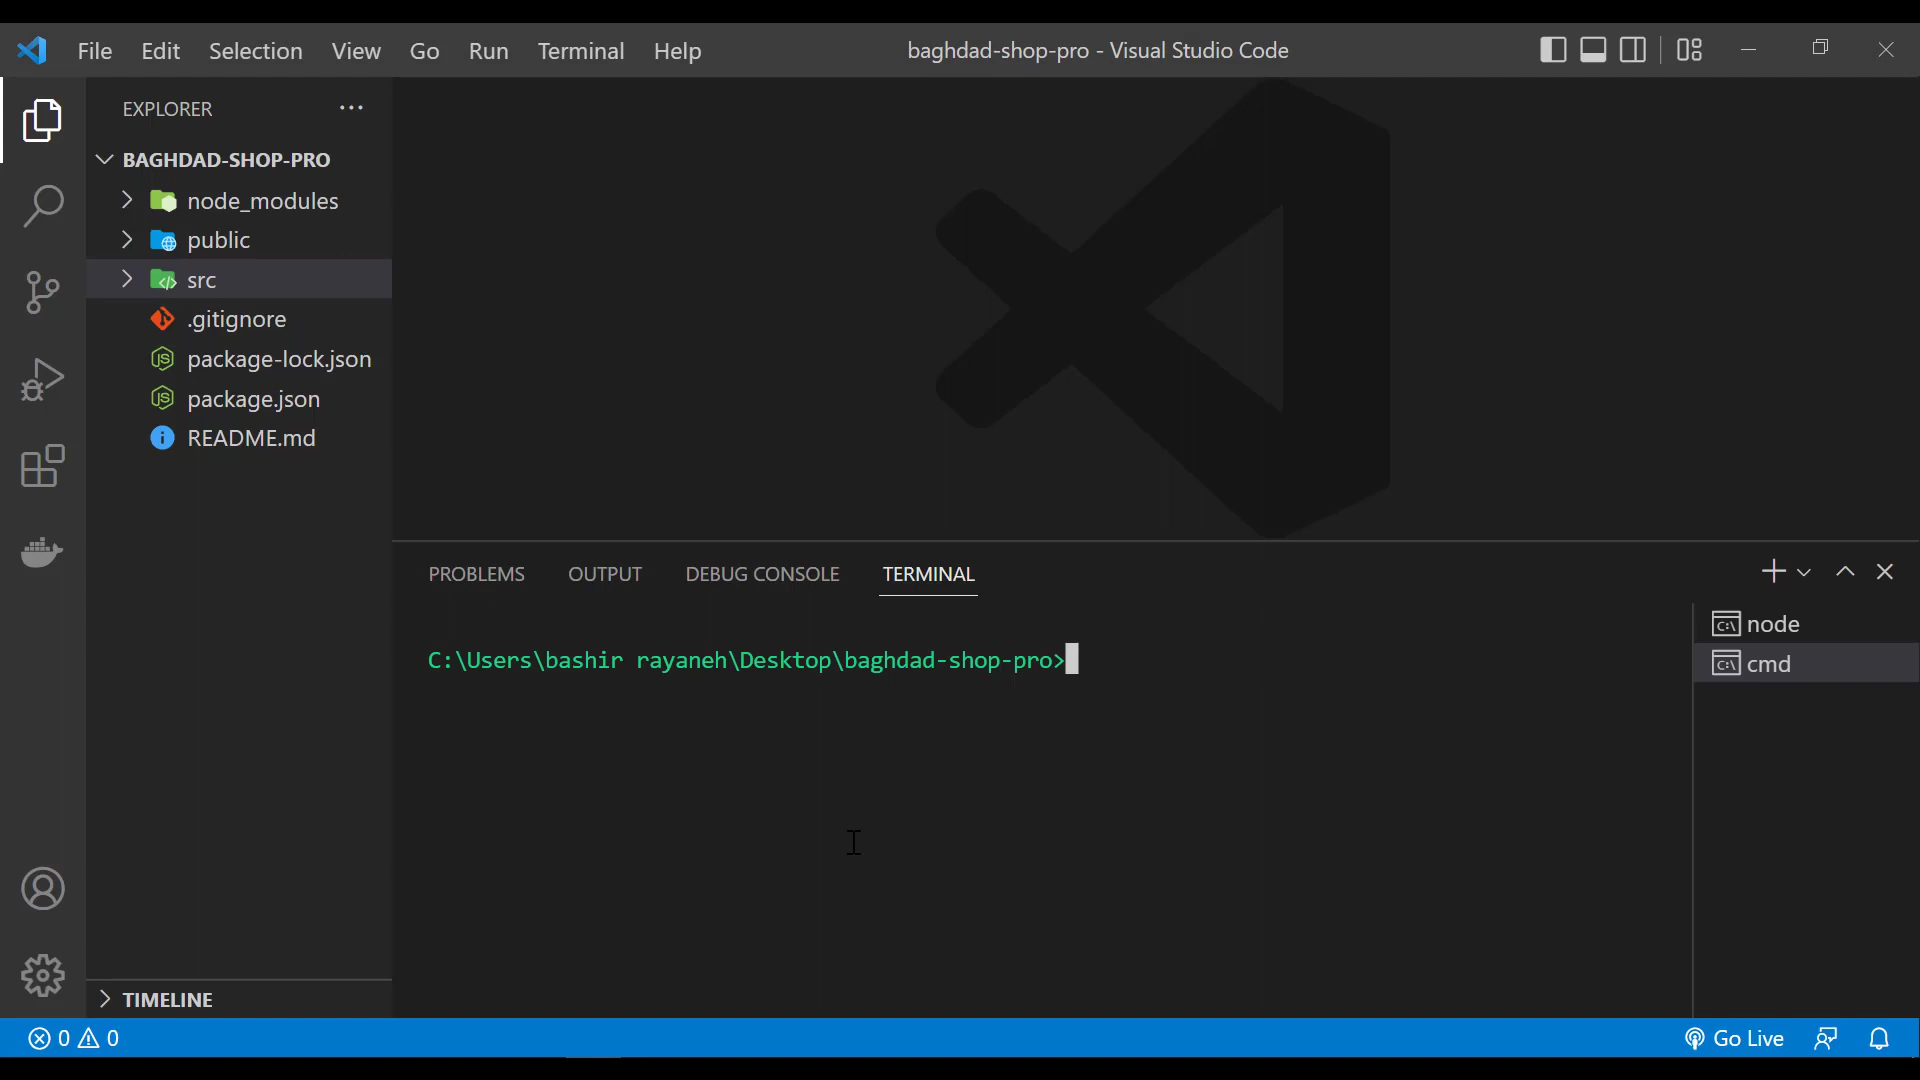 File Edit Selection View Go Run Terminal Help
baghdad-shop-pro - Visual Studio Code
EXPLORER
BAGHDAD-SHOP-PRO
node_modules
public
src
.gitignore
package-lock.json
package.json
README.md
PROBLEMS OUTPUT DEBUG CONSOLE TERMINAL
C:\Users\bashir rayaneh\Desktop\baghdad-shop-pro>
node
cmd
TIMELINE
0 0
Go Live